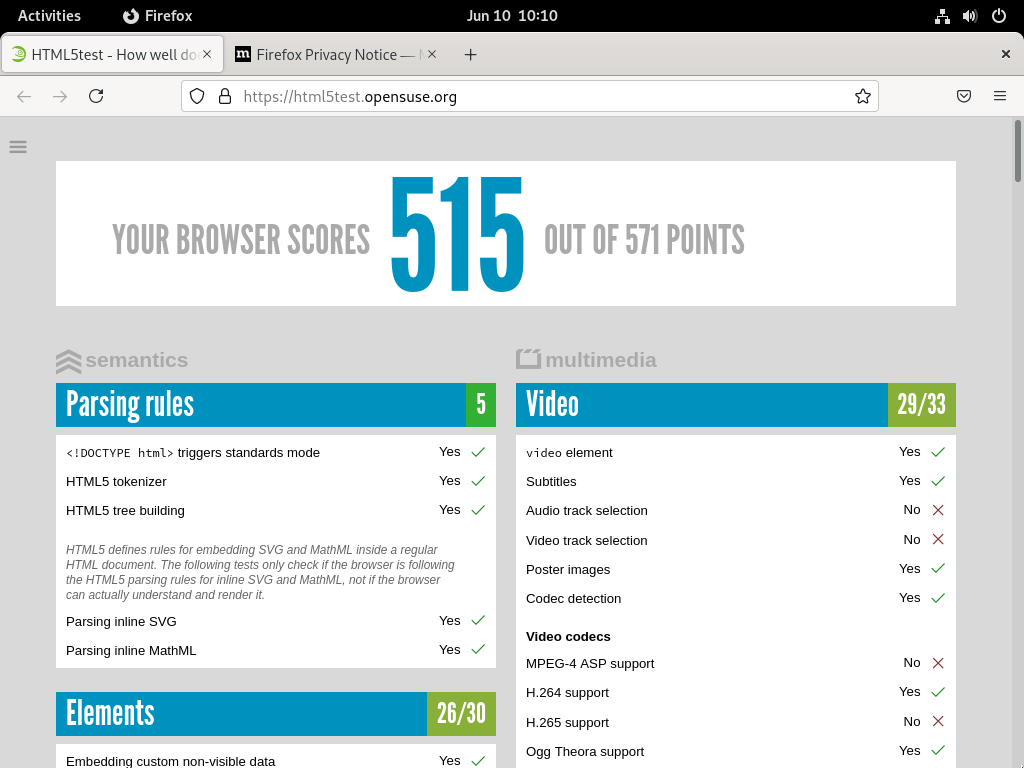 Activities Firefox Jun 10 10:10
HTML5test - How well do Firefox Privacy Notice —
https://html5test.opensuse.org
YOUR BROWSER SCORES 515 OUT OF 571 POINTS
semantics
Parsing rules 5
<!DOCTYPE html> triggers standards mode Yes
HTML5 tokenizer Yes
HTML5 tree building Yes
HTML5 defines rules for embedding SVG and MathML inside a regular
HTML document. The following tests only check if the browser is following
the HTML5 parsing rules for inline SVG and MathML, not if the browser
can actually understand and render it.
Parsing inline SVG Yes
Parsing inline MathML Yes
Elements 26/30
Embedding custom non-visible data Yes
multimedia
Video 29/33
video element Yes
Subtitles Yes
Audio track selection No
Video track selection No
Poster images Yes
Codec detection Yes
Video codecs
MPEG-4 ASP support No
H.264 support Yes
H.265 support No
Ogg Theora support Yes